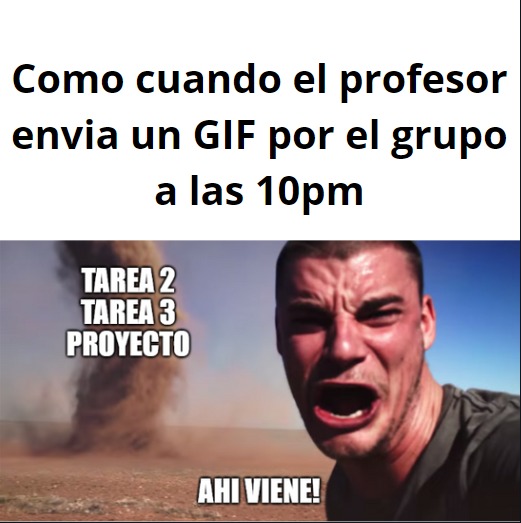 Como cuando el profesor
envia un GIF por el grupo
a las 10pm
TAREA 2
TAREA 3
PROYECTO
AHI VIENE!